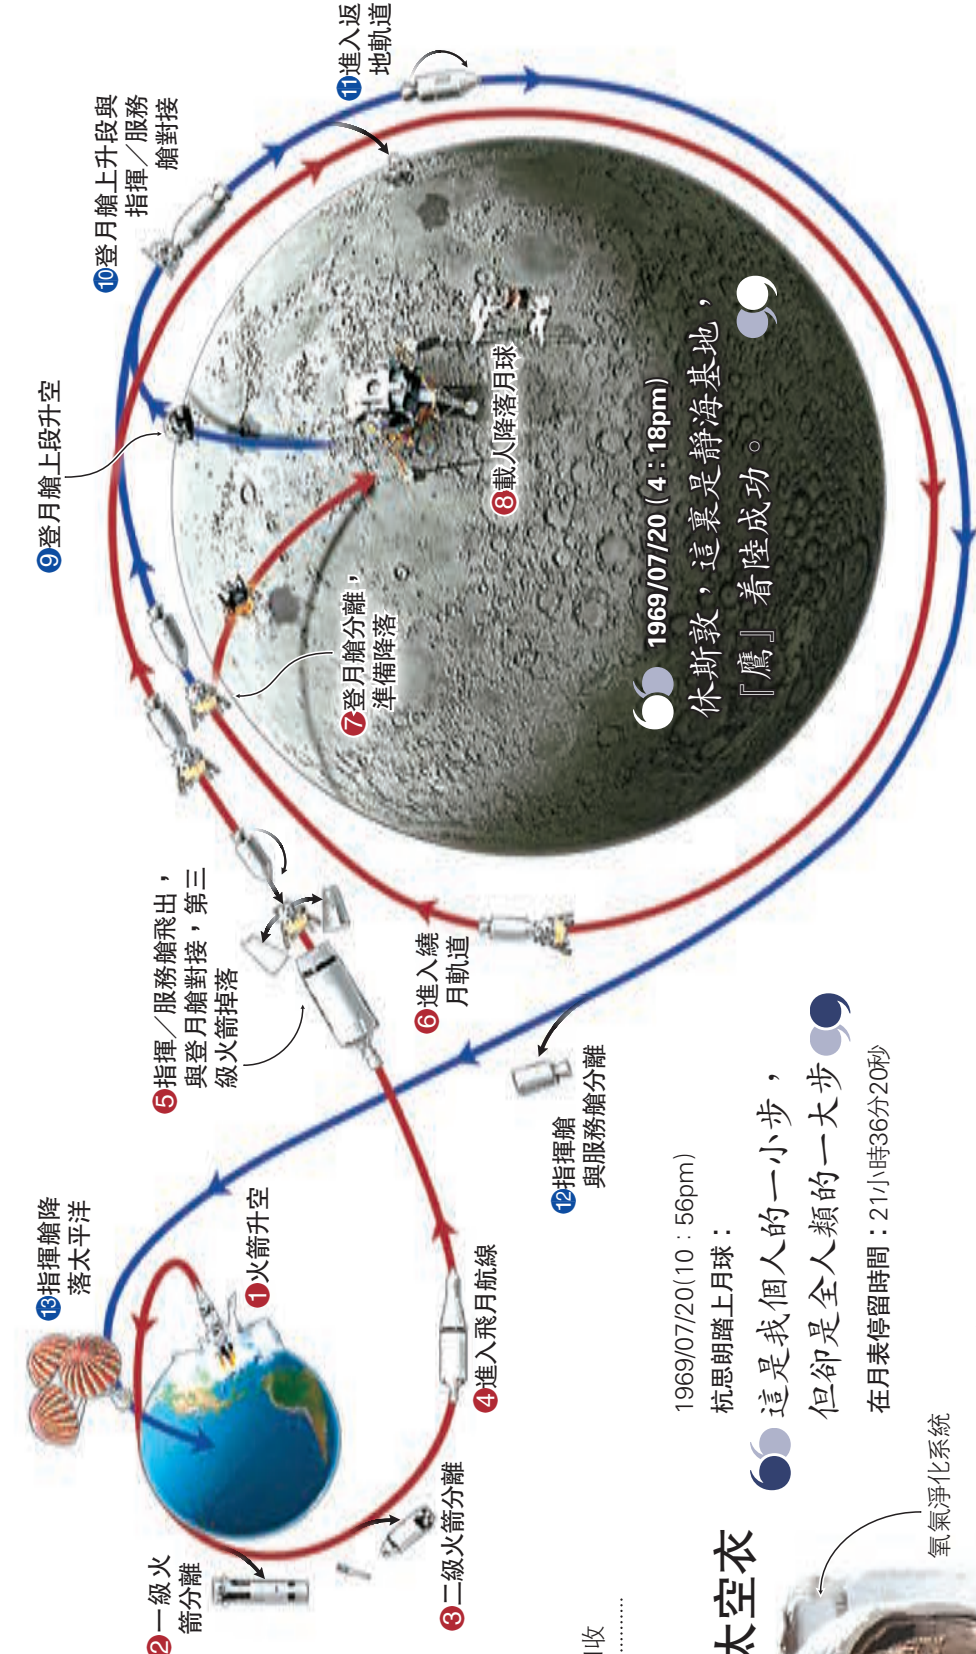 ❶火箭升空
❷一級火
箭分離
❸二級火箭分離
❹進入飛月航線
❺指揮／服務艙飛出，
與登月艙對接，第三
級火箭掉落
❻進入繞
月軌道
❼登月艙分離，
準備降落
❽載人降落月球
❾登月艙上段升空
❿登月艙上升段與
指揮／服務
艙對接
⓫進入返
地軌道
⓬指揮艙
與服務艙分離
⓭指揮艙降
落太平洋
1969/07/20 (4：18pm)
休斯敦，這裏是靜海基地，
『鷹』着陸成功。
1969/07/20(10：56pm)
杭思朗踏上月球：
這是我個人的一小步，
但卻是全人類的一大步
在月表停留時間：21小時36分20秒
太空衣
氧氣淨化系統
收